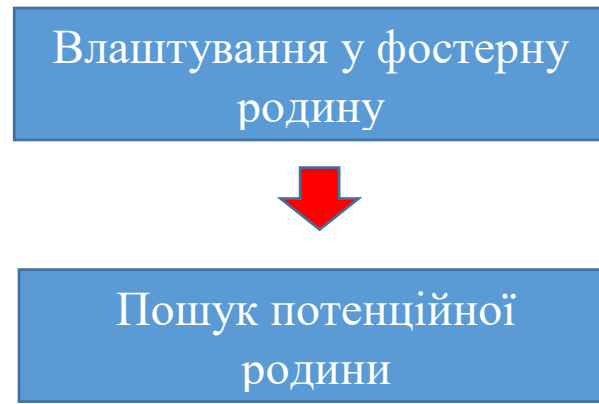 Влаштування у фостерну
родину
Пошук потенційної
родини